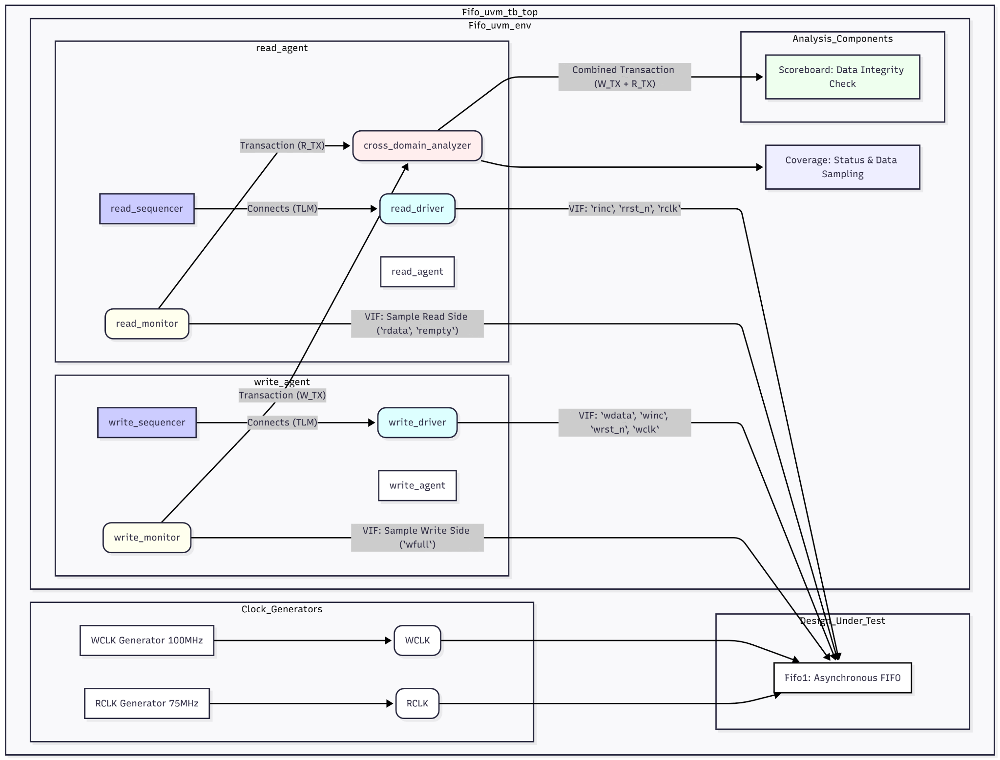 Fifo_uvm_tb_top
Fifo_uvm_env
read_agent
Analysis_Components
Combined Transaction
(W_TX + R_TX)
Scoreboard: Data Integrity
Check
Transaction (R_TX)
cross_domain_analyzer
Coverage: Status & Data
Sampling
read_sequencer
Connects (TLM)
read_driver
VIF: `rinc`, `rrst_n`, `rclk`
read_agent
read_monitor
VIF: Sample Read Side
(`rdata`, `rempty`)
write_agent
Transaction (W_TX)
write_sequencer
Connects (TLM)
write_driver
VIF: `wdata`, `winc`,
`wrst_n`, `wclk`
write_agent
write_monitor
VIF: Sample Write Side
(`wfull`)
Clock_Generators
Design_Under_Test
WCLK Generator 100MHz
WCLK
Fifo1: Asynchronous FIFO
RCLK Generator 75MHz
RCLK